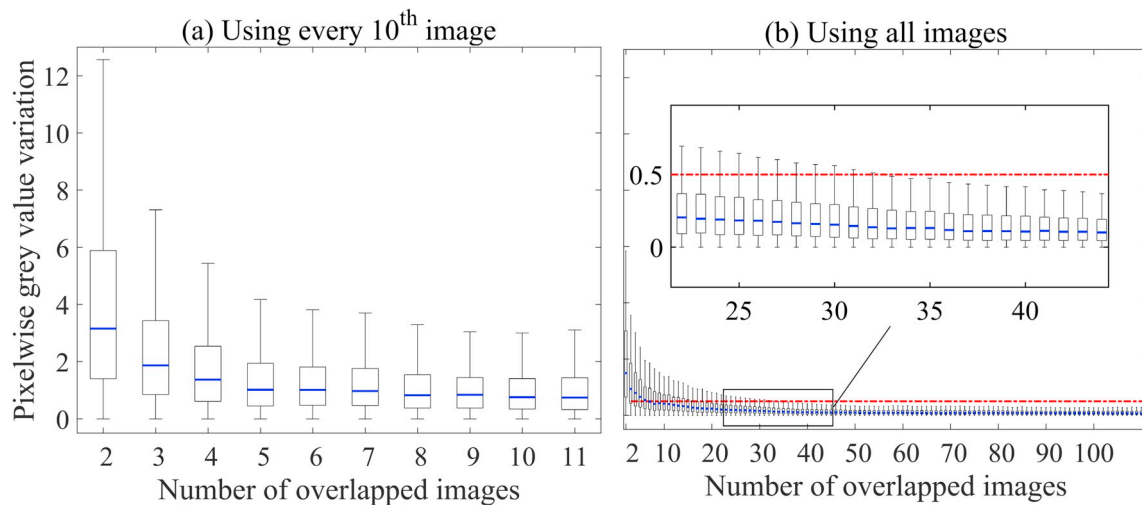 (a) Using every 10th image
(b) Using all images
Pixelwise grey value variation
12
10
8
6
4
2
0
2 3 4 5 6 7 8 9 10 11
Number of overlapped images
0.5
0
25 30 35 40
2 10 20 30 40 50 60 70 80 90 100
Number of overlapped images